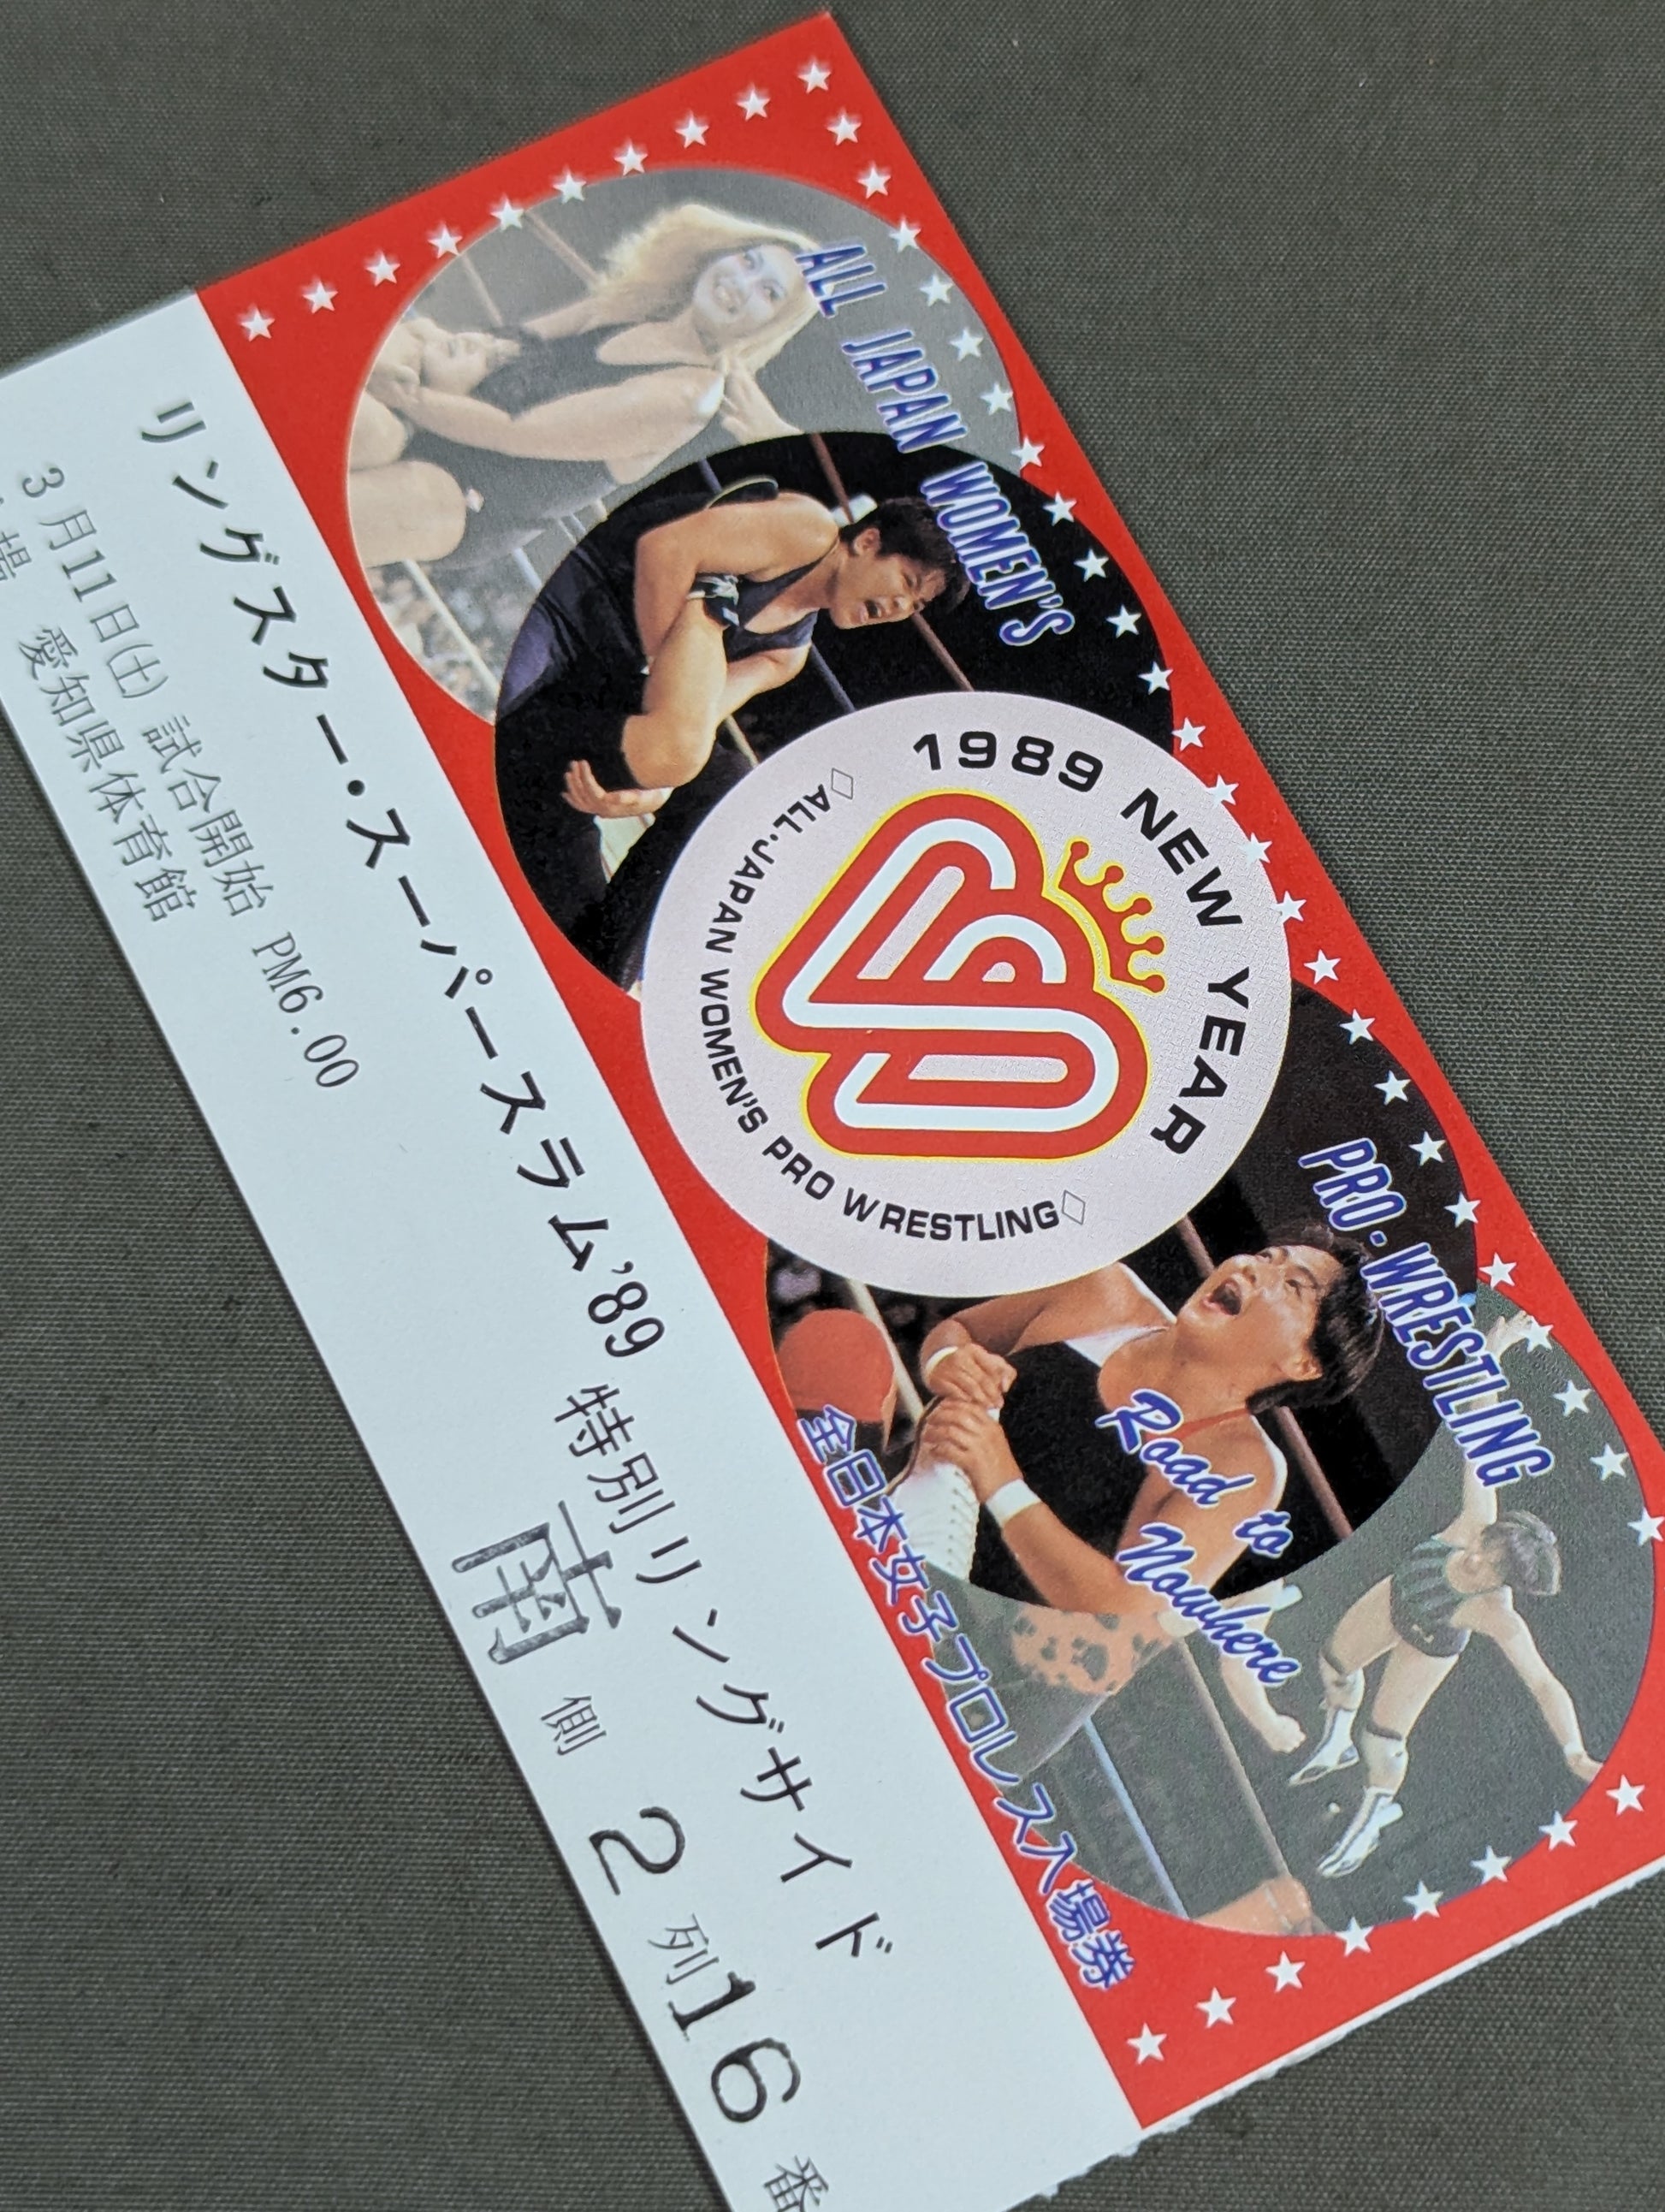 ALL JAPAN WOMEN'S
PRO-WRESTLING
1989 NEW YEAR
◇ALL.JAPAN WOMEN'S PRO WRESTLING◇
Road to
Nowhere
全日本女子プロレス入場券
リングスター・スーパースラム'89 特別リングサイド
3月11日(土) 試合開始 PM6.00
場 愛知県体育館
南 側 2 列 16 番